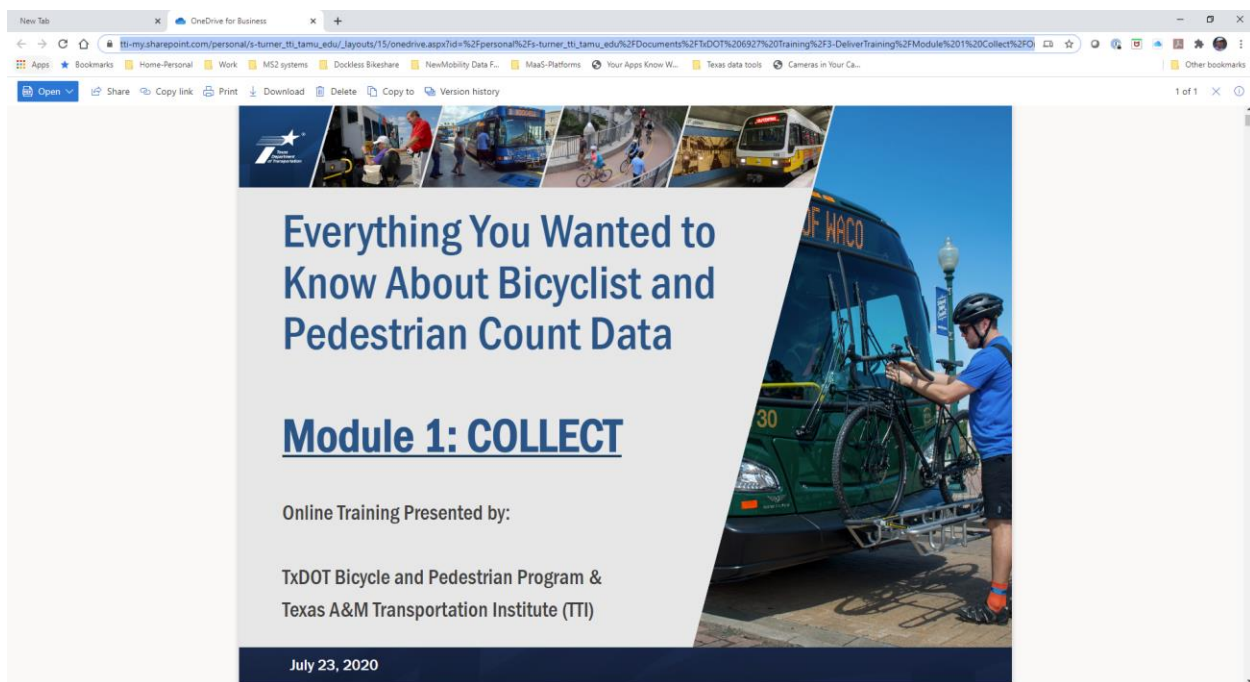 New Tab
OneDrive for Business
tti-my.sharepoint.com/personal/s-turner_tti_tamu_edu/_layouts/15/onedrive.aspx?id=%2Fpersonal%2Fs-turner_tti_tamu_edu%2FDocuments%2FTxDOT%206927%20Training%2F3-DeliverTraining%2FModule%201%20Collect%2FO
Apps Bookmarks Home-Personal Work MS2 systems Dockless Bikeshare NewMobility Data F... MaaS-Platforms Your Apps Know W... Texas data tools Cameras in Your Ca... Other bookmarks
Open Share Copy link Print Download Delete Copy to Version history 1 of 1
Texas
Department
of Transportation
OF WACO
Everything You Wanted to
Know About Bicyclist and
Pedestrian Count Data
Module 1: COLLECT
30
Online Training Presented by:
TxDOT Bicycle and Pedestrian Program &
Texas A&M Transportation Institute (TTI)
July 23, 2020